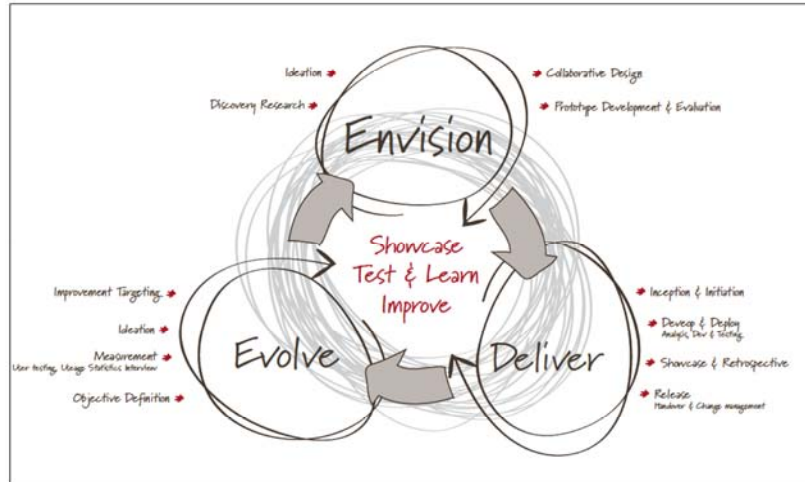 Ideation
Discovery Research
Collaborative Design
Prototype Development & Evaluation
Envision
Showcase
Test & Learn
Improve
Improvement Targeting
Ideation
Measurement
User testing, Usage Statistics Interview
Objective Definition
Evolve
Deliver
Inception & Initiation
Deveop & Deploy
Analysis, Dev & Testing
Showcase & Retrospective
Release
Handover & Change management